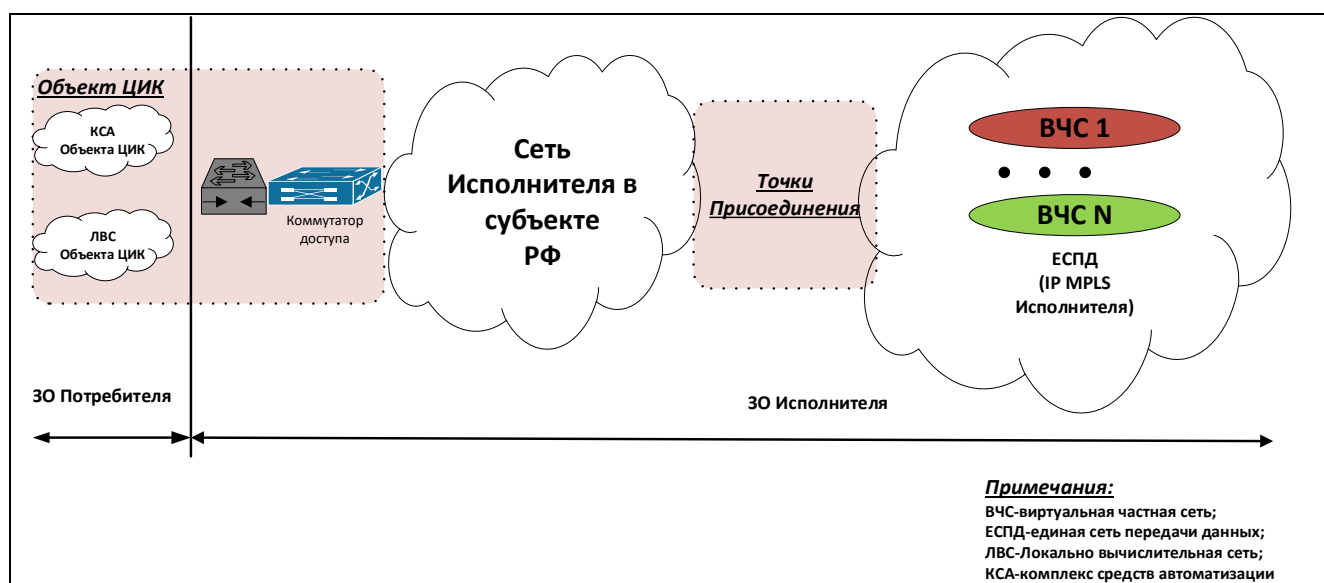 Объект ЦИК
КСА
Объекта ЦИК
ЛВС
Объекта ЦИК
Коммутатор
доступа
Сеть
Исполнителя в
субъекте
РФ
Точки
Присоединения
ВЧС 1
ВЧС N
ЕСПД
(IP MPLS
Исполнителя)
ЗО Потребителя
ЗО Исполнителя
Примечания:
ВЧС-виртуальная частная сеть;
ЕСПД-единая сеть передачи данных;
ЛВС-Локально вычислительная сеть;
КСА-комплекс средств автоматизации